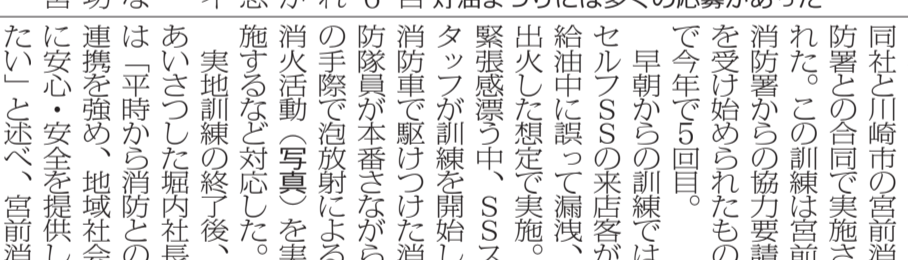 同社と川崎市の宮前消
防署との合同で実施さ
れた。この訓練は宮前
消防署からの協力要請
を受け始められたもの
で今年で5回目。
早朝からの訓練では
セルフSSの来店客が
給油中に誤って漏洩、
出火した想定で実施。
緊張感漂う中、SSス
タッフが訓練を開始し
消防車で駆けつけた消
防隊員が本番さながら
の手際で泡放射による
消火活動（写真）を実
施するなど対応した。
実地訓練の終了後、
あいさつした堀内社長
は「平時から消防との
連携を強め、地域社会
に安心・安全を提供し
たい」と述べ、宮前消